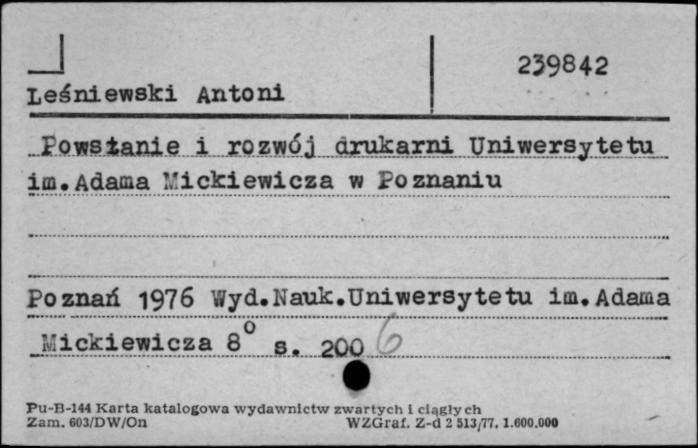 239842
Leśniewski Antoni
Powstanie i rozwój drukarni Uniwersytetu
im.Adama Mickiewicza w Poznaniu
Poznań 1976 Wyd.Nauk.Uniwersytetu im.Adama
Mickiewicza 8° s. 200 6
Pu-B-144 Karta katalogowa wydawnictw zwartych i ciągłych
Zam. 603/DW/On WZGraf. Z-d 2 513/77. 1.600.000